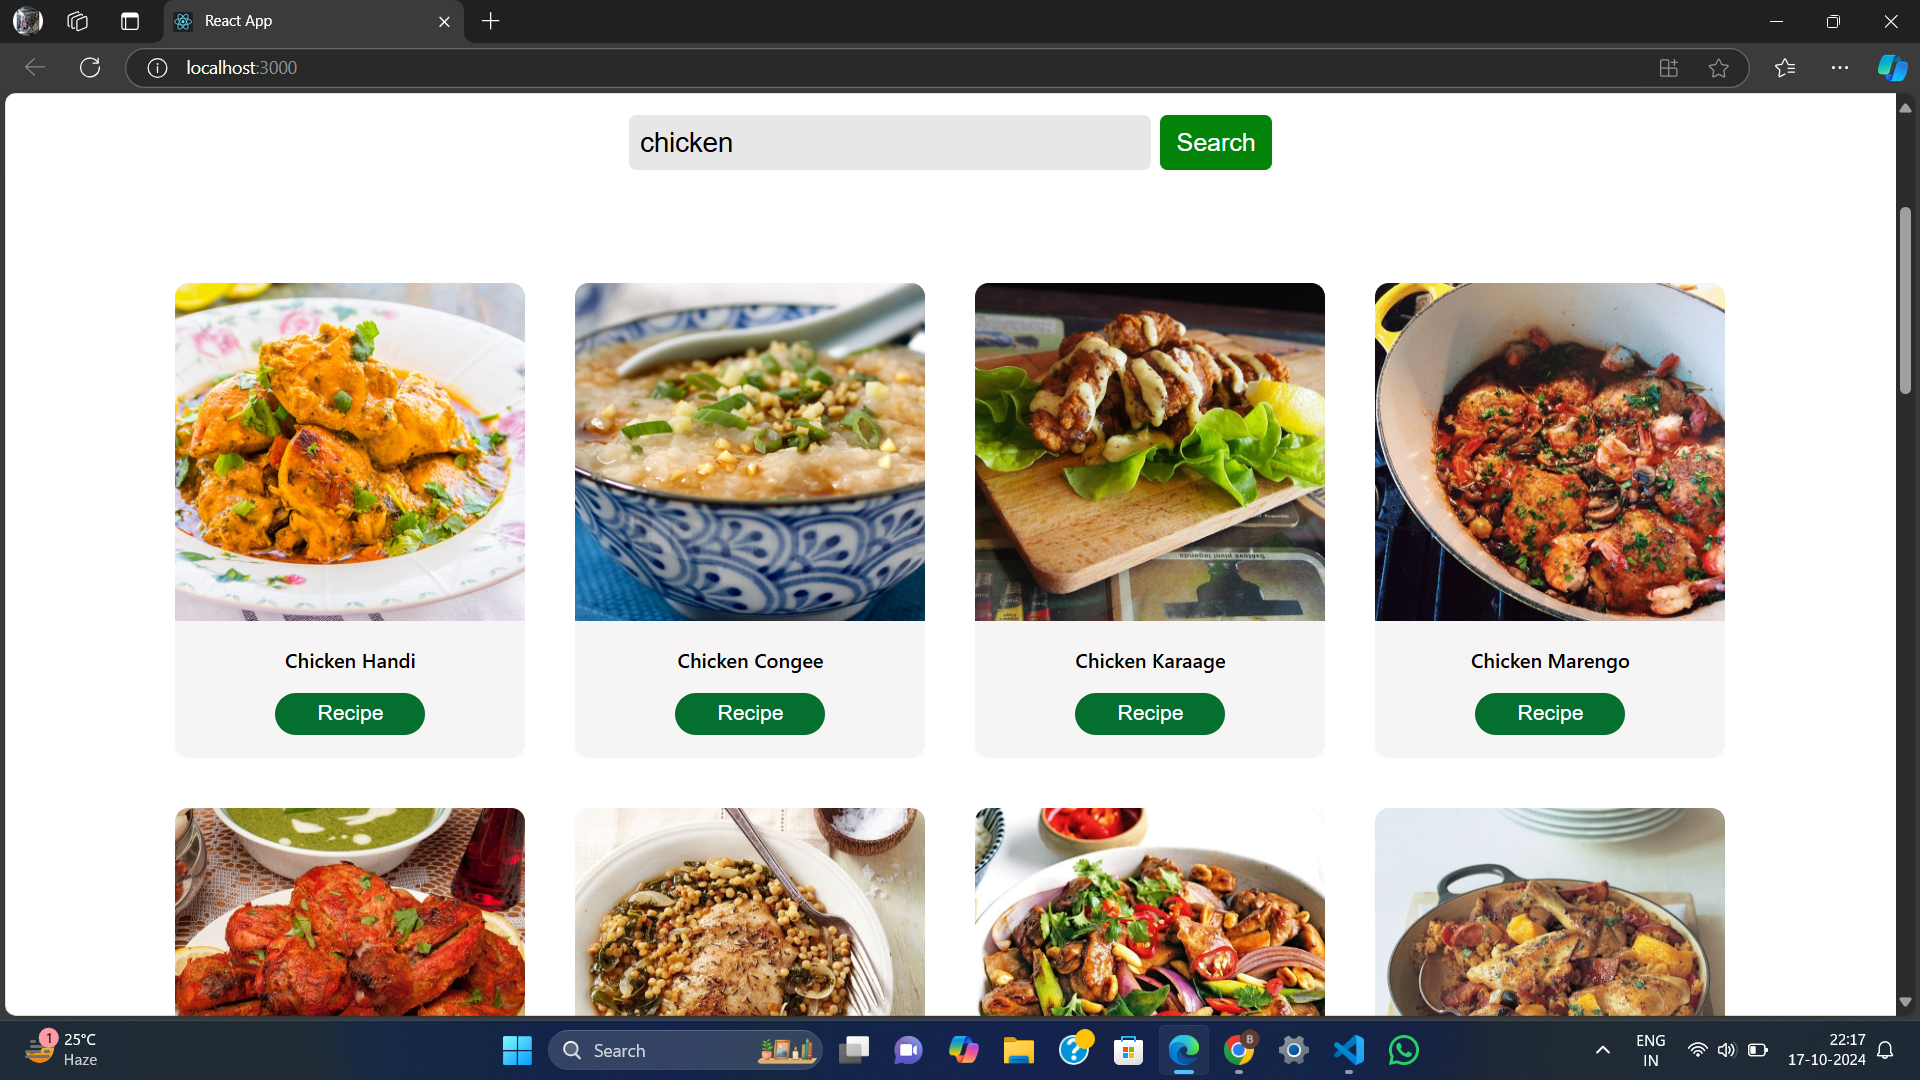 React App
localhost:3000
chicken
Search
Chicken Handi
Chicken Congee
Chicken Karaage
Chicken Marengo
Recipe
Recipe
Recipe
Recipe
1
25°C
Haze
Search
B
ENG
IN
22:17
17-10-2024